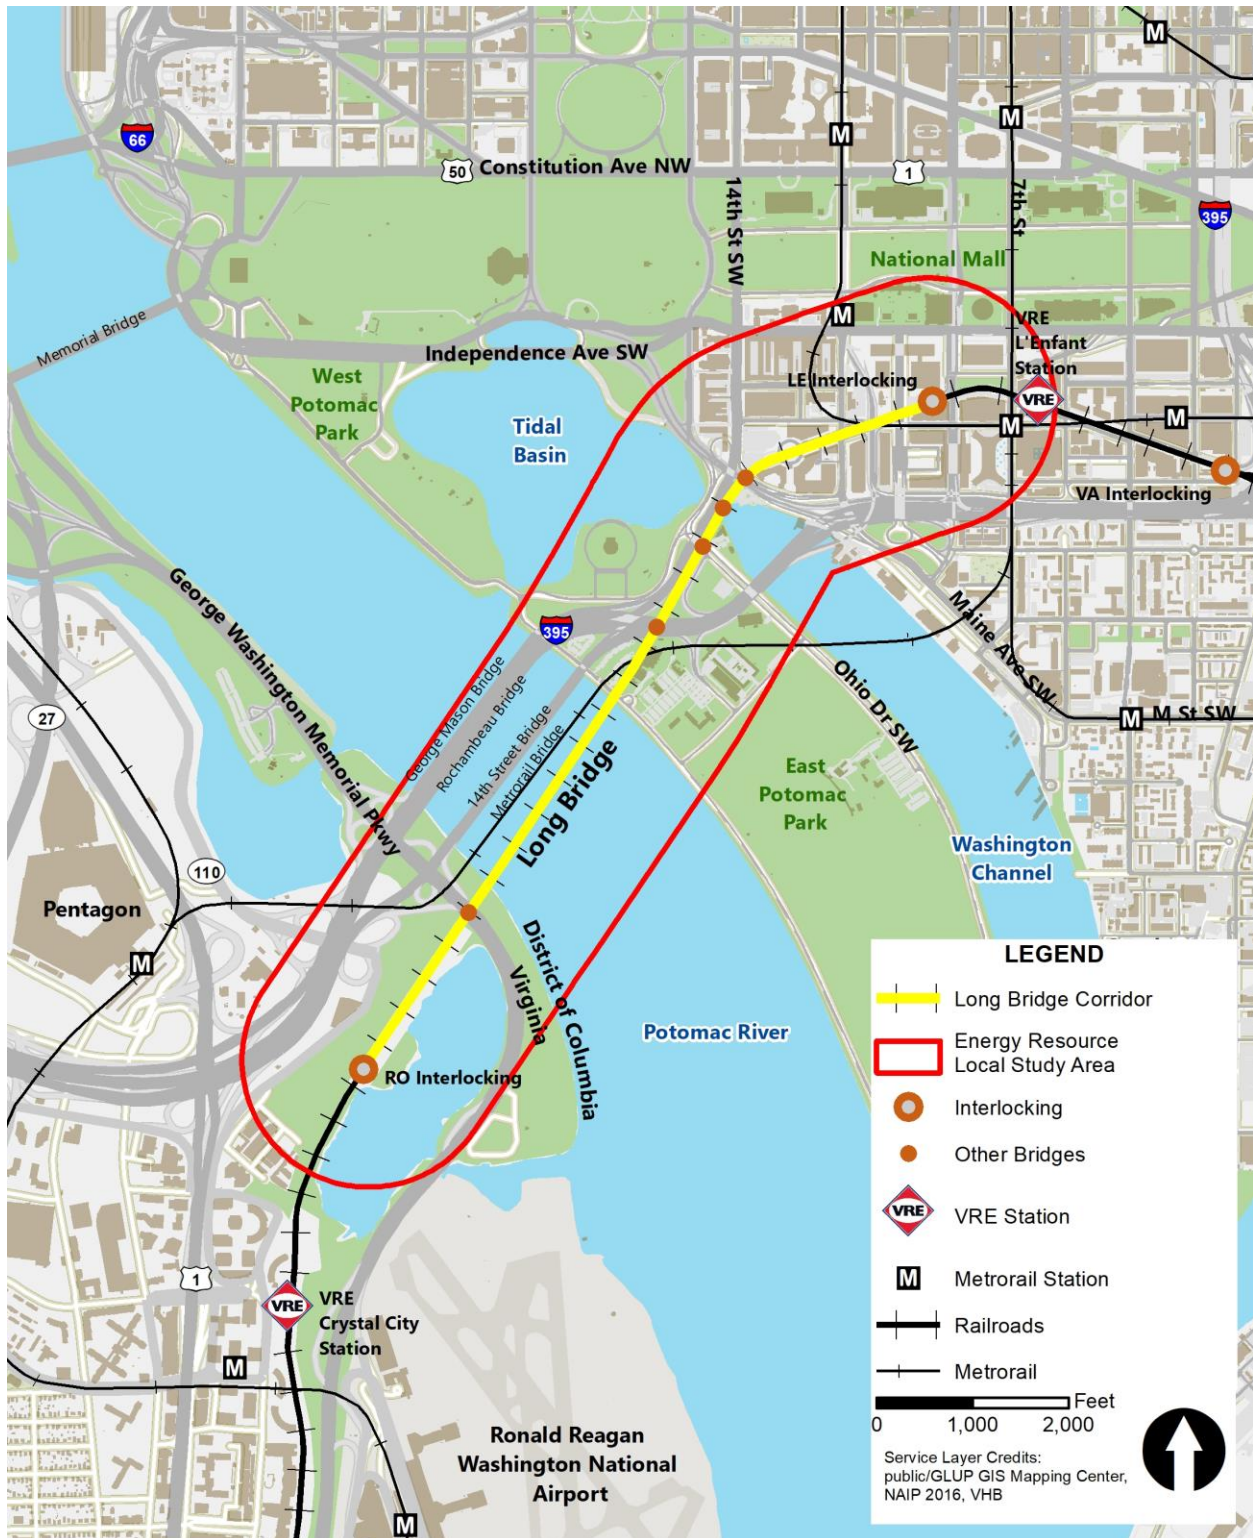 M
M
M
66
50
Constitution Ave NW
1
14th St SW
7th St
395
National Mall
Memorial Bridge
M
VRE
L'Enfant
Station
Independence Ave SW
West
Potomac
Park
LE Interlocking
VRE
Tidal
Basin
M
M
VA Interlocking
George Washington Memorial Pkwy
395
Maine Ave SW
Ohio Dr SW
George Mason Bridge
Rochambeau Bridge
14th Street Bridge
Metrorail Bridge
Long Bridge
27
M
M St SW
East
Potomac
Park
Washington
Channel
110
Pentagon
M
District of Columbia
Virginia
Potomac River
RO Interlocking
1
VRE
VRE
Crystal City
Station
M
Ronald Reagan
Washington National
Airport
M
LEGEND
Long Bridge Corridor
Energy Resource
Local Study Area
Interlocking
Other Bridges
VRE
VRE Station
M
Metrorail Station
Railroads
Metrorail
Feet
0 1,000 2,000
Service Layer Credits:
public/GLUP GIS Mapping Center,
NAIP 2016, VHB